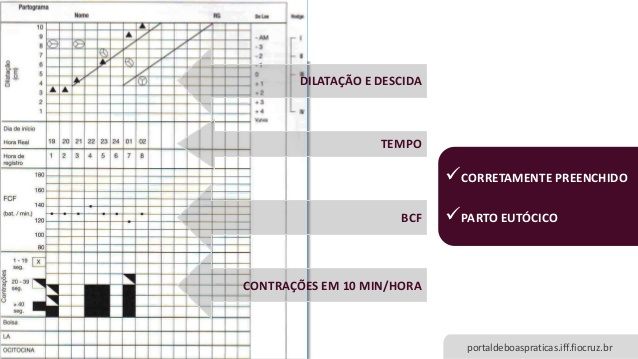 Partograma
Nome RG De Lee Hodge
10
9
8
7
6
5
4
3
2
1
Dilatação
(cm)
- AM
- 3
- 2
- 1
0
+ 1
+ 2
+ 3
+ 4
Vulva
I
II
III
IV
DILATAÇÃO E DESCIDA
Dia de início
Hora Real 19 20 21 22 23 24 01 02
Hora de
registro 1 2 3 4 5 6 7 8
TEMPO
180
160
140
120
100
80
FCF
(bat. / min.)
BCF
Contrações
1 - 19
seg.
X
20 - 39
seg.
> 40
seg.
CONTRAÇÕES EM 10 MIN/HORA
Bolsa
LA
OCITOCINA
✓CORRETAMENTE PREENCHIDO
✓PARTO EUTÓCICO
portaldeboaspraticas.iff.fiocruz.br